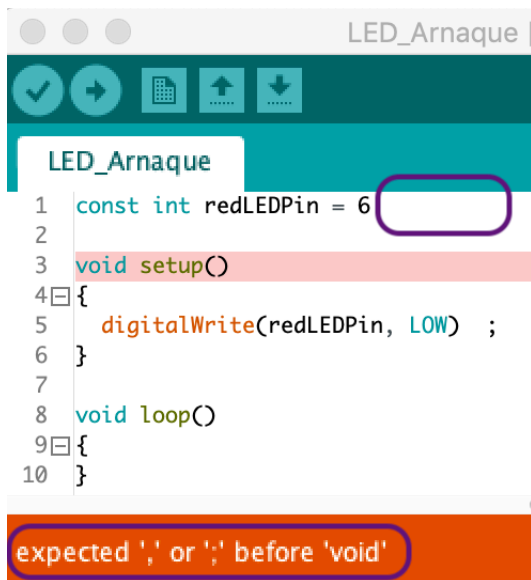 LED_Arnaque
LED_Arnaque
1 const int redLEDPin = 6
2
3 void setup()
4 {
5   digitalWrite(redLEDPin, LOW)  ;
6 }
7
8 void loop()
9 {
10 }
expected ',' or ';' before 'void'